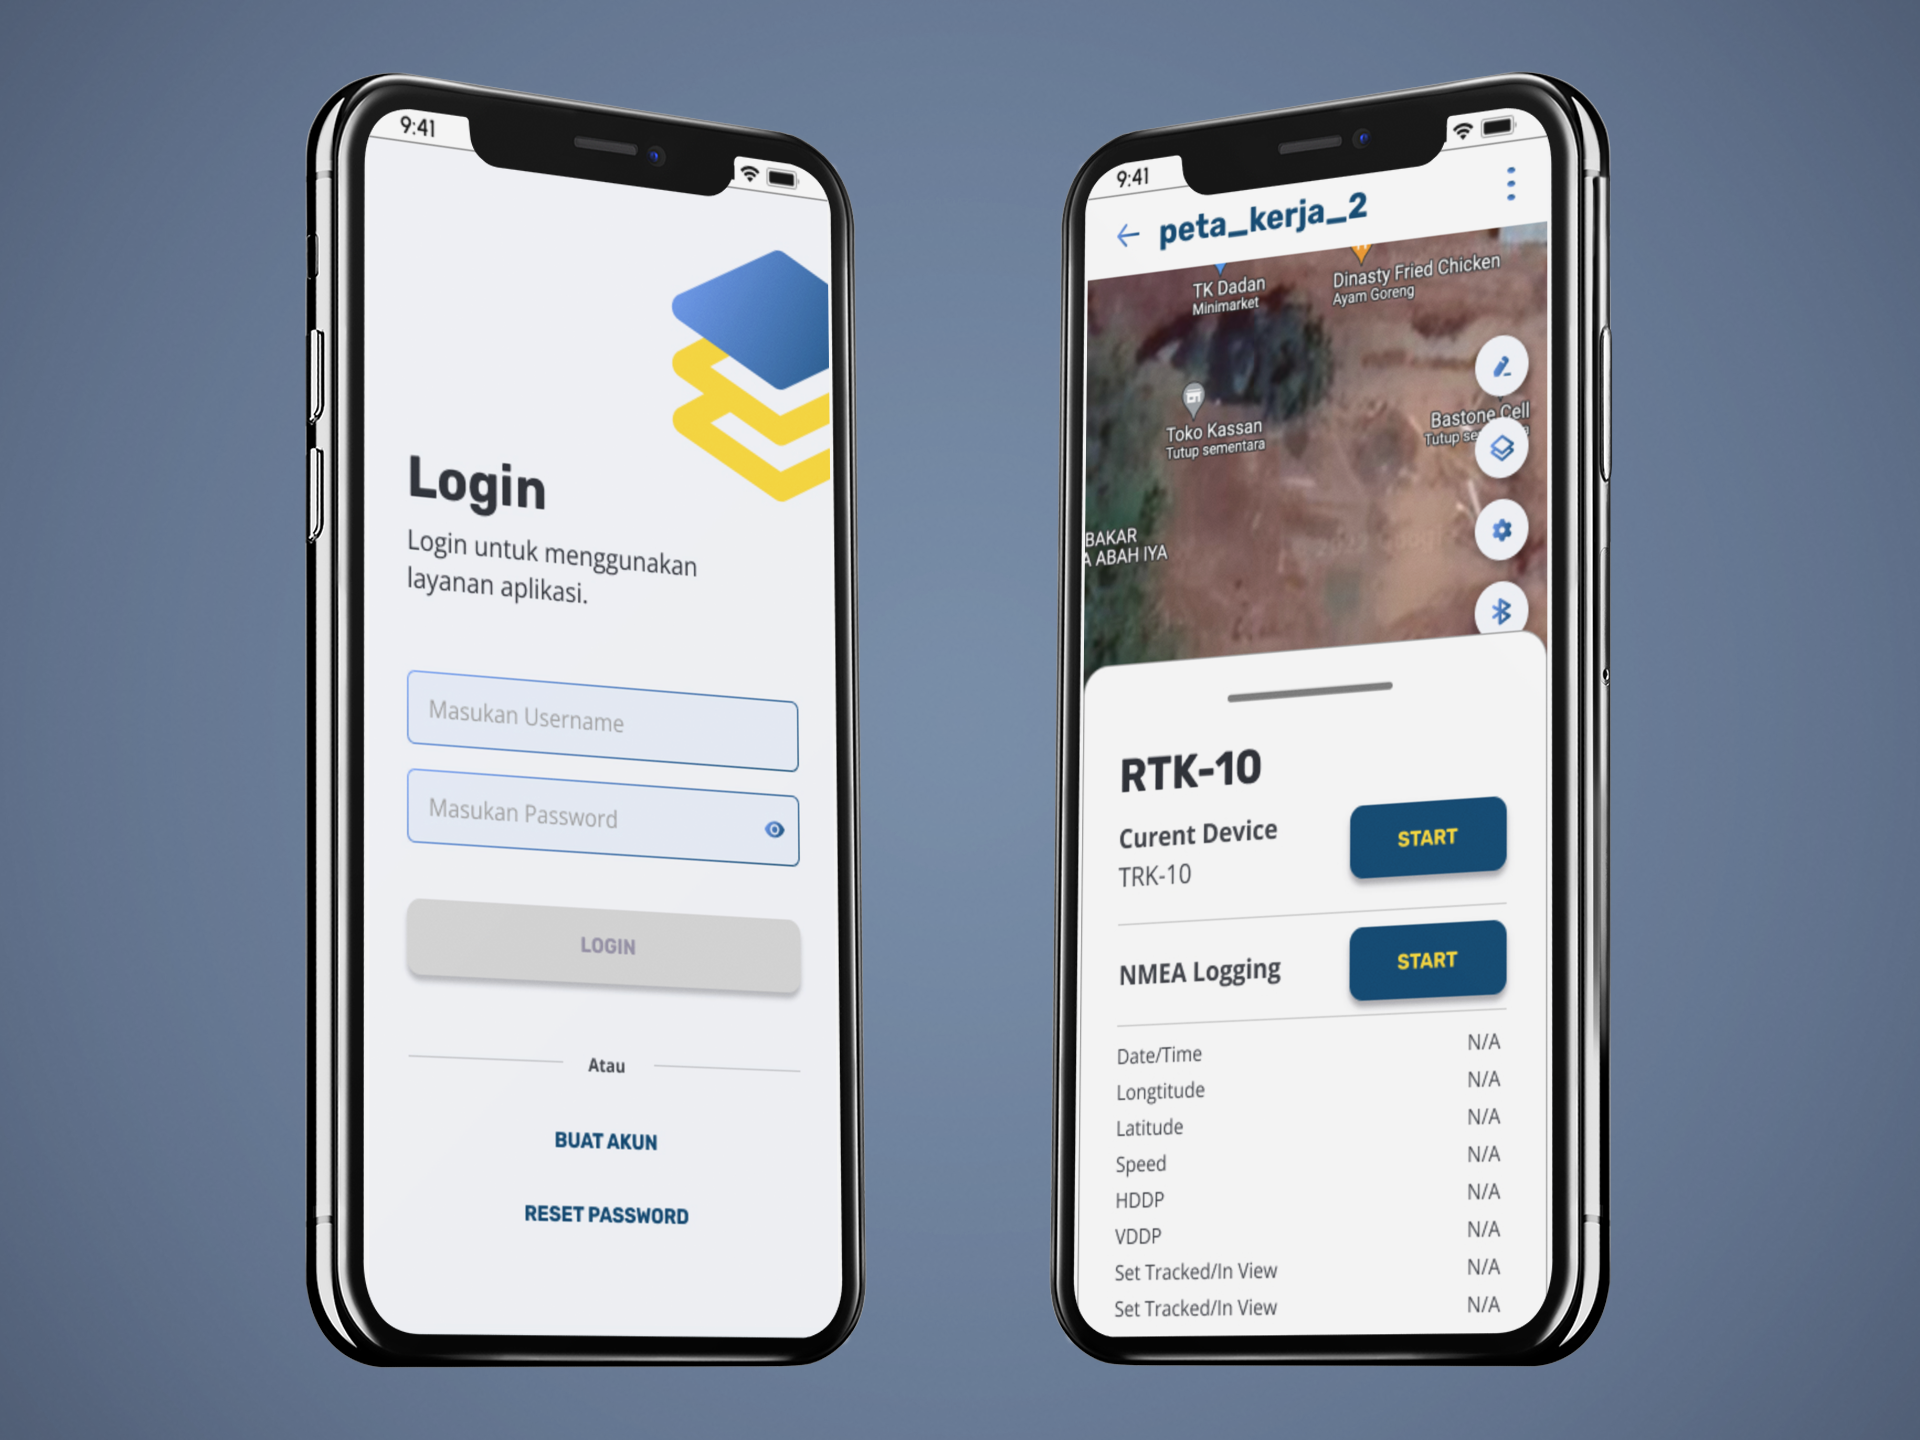 9:41
Login
Login untuk menggunakan
layanan aplikasi.
Masukan Username
Masukan Password
LOGIN
Atau
BUAT AKUN
RESET PASSWORD
9:41
peta_kerja_2
TK Dadan
Minimarket
Dinasty Fried Chicken
Ayam Goreng
Toko Kassan
Tutup sementara
Bastone Cell
Tutup
BAKAR
A ABAH IYA
RTK-10
Curent Device
TRK-10
START
NMEA Logging
START
Date/Time N/A
Longtitude N/A
Latitude N/A
Speed N/A
HDDP N/A
VDDP N/A
Set Tracked/In View N/A
Set Tracked/In View N/A